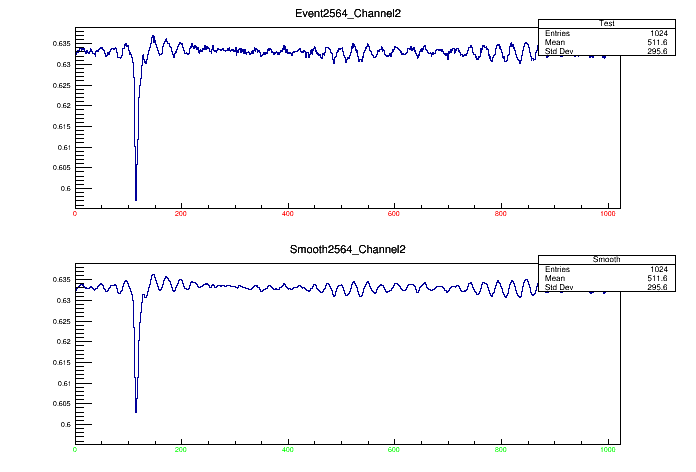 Event2564_Channel2
Test
Entries 1024
Mean 511.6
Std Dev 295.6
0.635
0.63
0.625
0.62
0.615
0.61
0.605
0.6
0 200 400 600 800 1000
Smooth2564_Channel2
Smooth
Entries 1024
Mean 511.6
Std Dev 295.6
0.635
0.63
0.625
0.62
0.615
0.61
0.605
0.6
0 200 400 600 800 1000